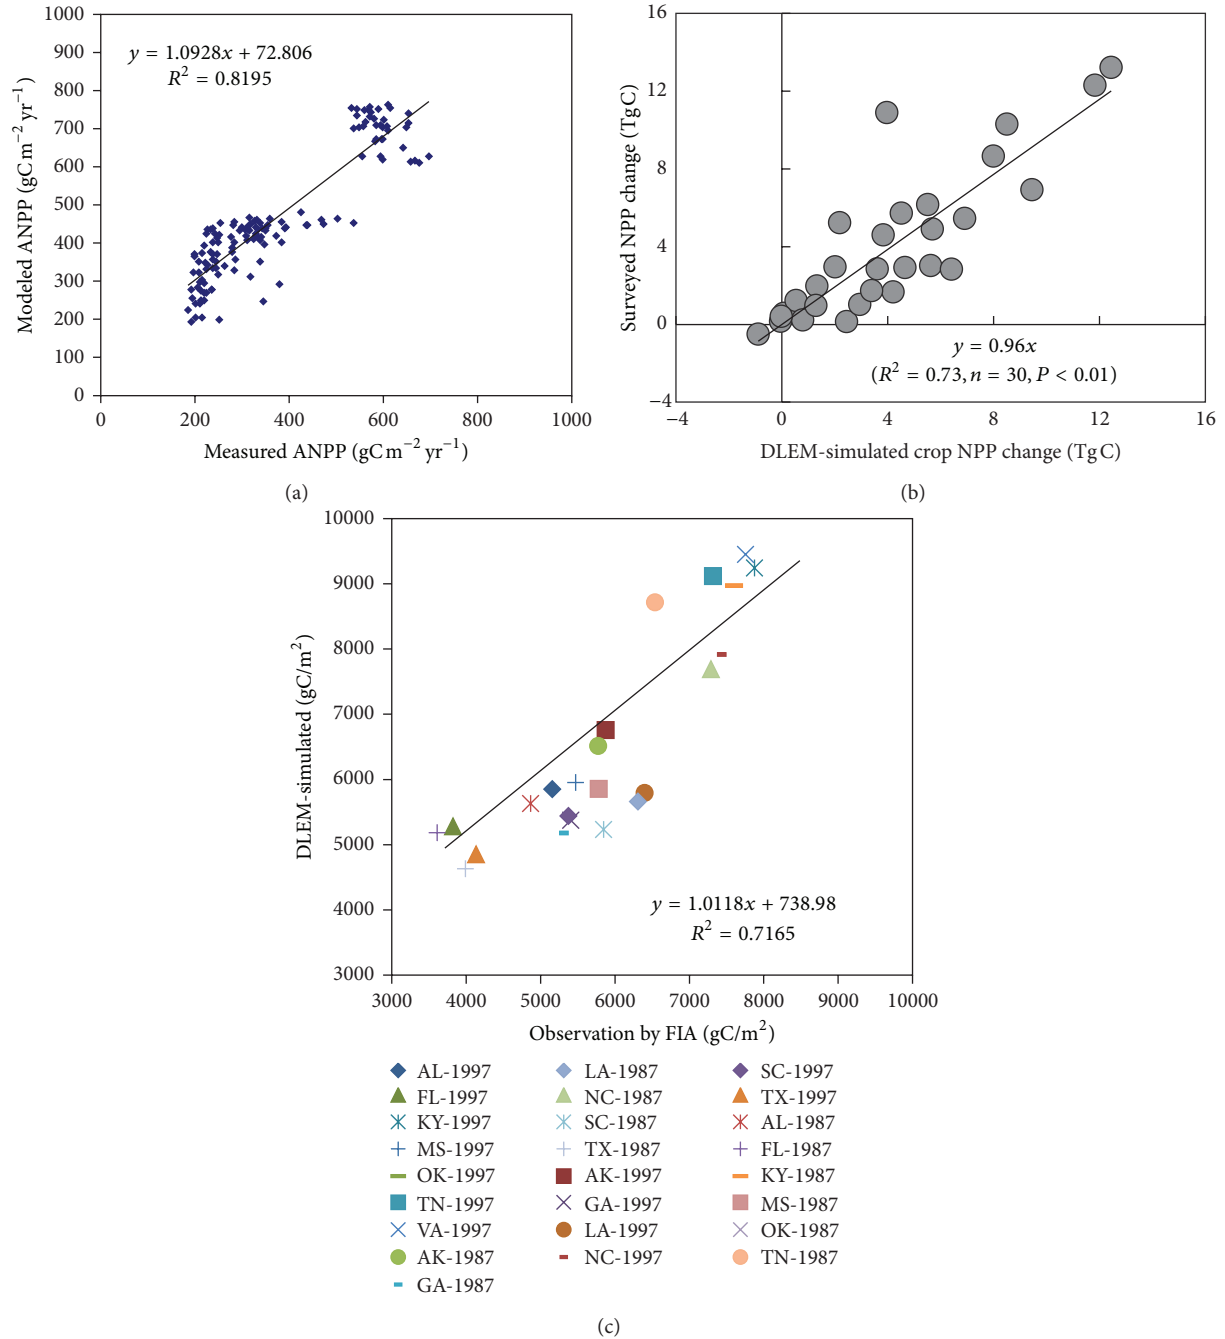 1000
900
800
700
600
500
400
300
200
100
0
y = 1.0928x + 72.806
R² = 0.8195
Modeled ANPP (gC m⁻² yr⁻¹)
0 200 400 600 800 1000
Measured ANPP (gC m⁻² yr⁻¹)
(a)
16
12
8
4
0
−4
Surveyed NPP change (Tg C)
y = 0.96x
(R² = 0.73, n = 30, P < 0.01)
−4 0 4 8 12 16
DLEM-simulated crop NPP change (Tg C)
(b)
10000
9000
8000
7000
6000
5000
4000
3000
DLEM-simulated (gC/m²)
y = 1.0118x + 738.98
R² = 0.7165
3000 4000 5000 6000 7000 8000 9000 10000
Observation by FIA (gC/m²)
AL-1997 LA-1987 SC-1997
FL-1997 NC-1987 TX-1997
KY-1997 SC-1987 AL-1987
MS-1997 TX-1987 FL-1987
OK-1997 AK-1997 KY-1987
TN-1997 GA-1997 MS-1987
VA-1997 LA-1997 OK-1987
AK-1987 NC-1997 TN-1987
GA-1987
(c)